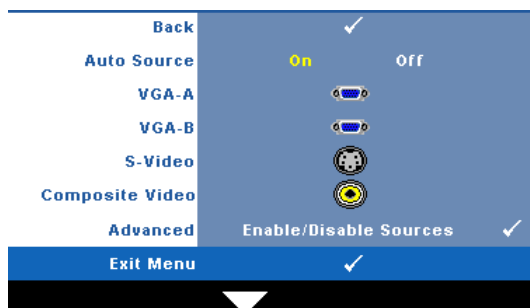 Back
Auto Source On Off
VGA-A
VGA-B
S-Video
Composite Video
Advanced Enable/Disable Sources
Exit Menu